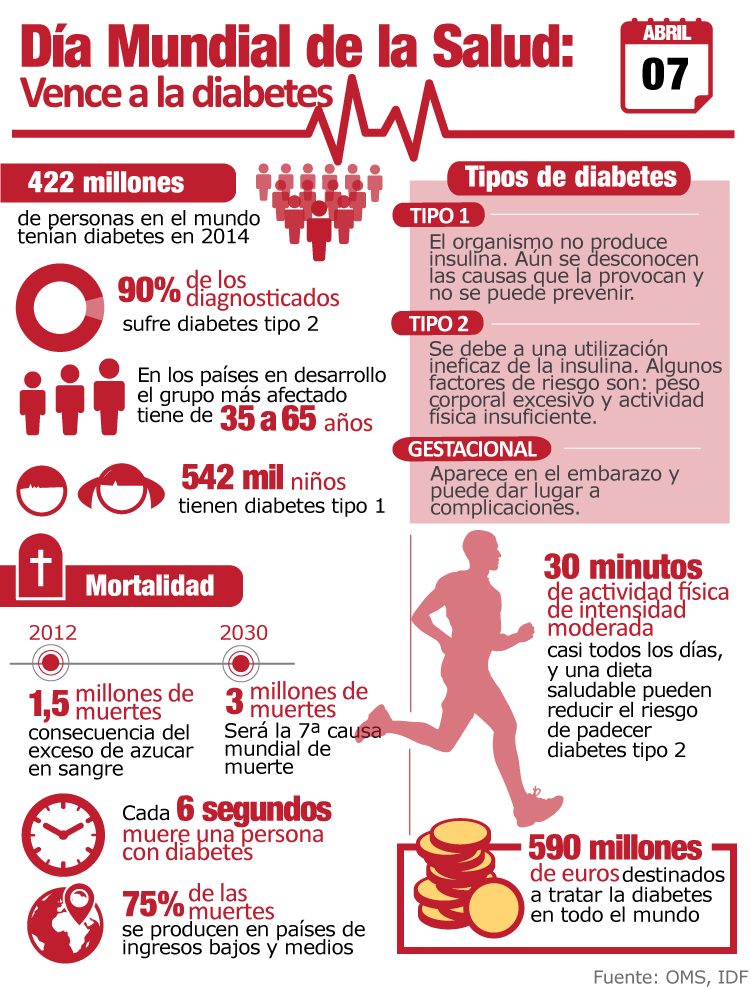 Día Mundial de la Salud:
Vence a la diabetes
ABRIL
07
422 millones
de personas en el mundo
tenían diabetes en 2014
90% de los
diagnosticados
sufre diabetes tipo 2
En los países en desarrollo
el grupo más afectado
tiene de 35 a 65 años
542 mil niños
tienen diabetes tipo 1
Tipos de diabetes
TIPO 1
El organismo no produce
insulina. Aún se desconocen
las causas que la provocan y
no se puede prevenir.
TIPO 2
Se debe a una utilización
ineficaz de la insulina. Algunos
factores de riesgo son: peso
corporal excesivo y actividad
física insuficiente.
GESTACIONAL
Aparece en el embarazo y
puede dar lugar a
complicaciones.
Mortalidad
2012
1,5 millones de
muertes
consecuencia del
exceso de azucar
en sangre
2030
3 millones de
muertes
Será la 7ª causa
mundial de
muerte
Cada 6 segundos
muere una persona
con diabetes
75% de las
muertes
se producen en países de
ingresos bajos y medios
30 minutos
de actividad física
de intensidad
moderada
casi todos los días,
y una dieta
saludable pueden
reducir el riesgo
de padecer
diabetes tipo 2
590 millones
de euros destinados
a tratar la diabetes
en todo el mundo
Fuente: OMS, IDF